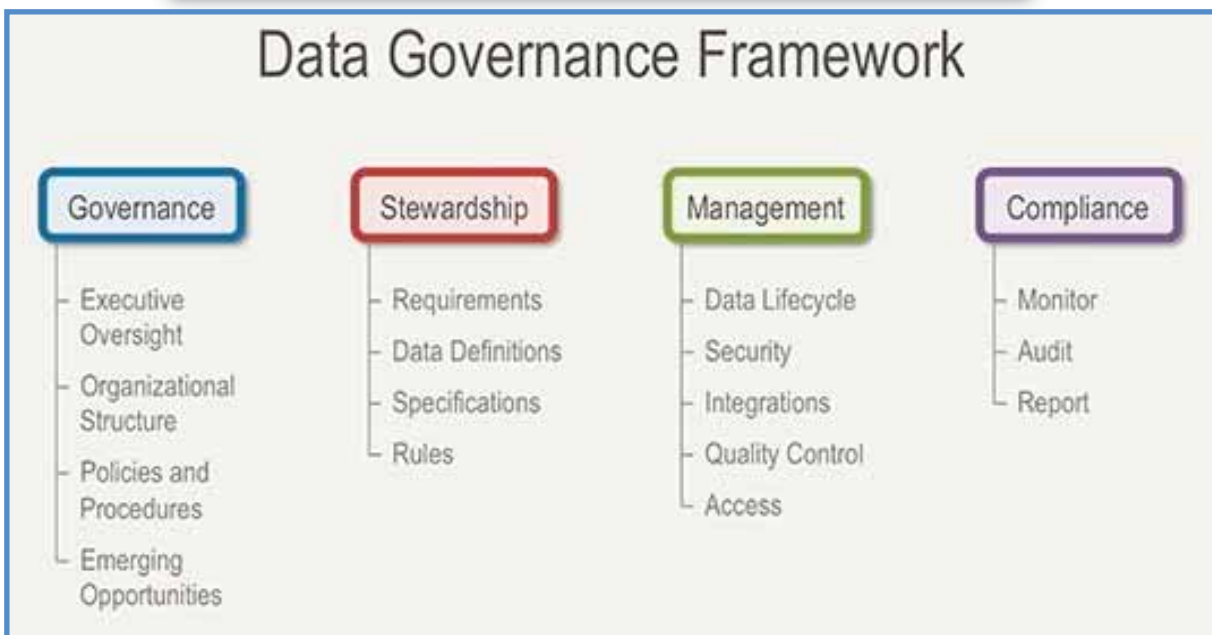 Data Governance Framework
Governance
Executive
Oversight
Organizational
Structure
Policies and
Procedures
Emerging
Opportunities
Stewardship
Requirements
Data Definitions
Specifications
Rules
Management
Data Lifecycle
Security
Integrations
Quality Control
Access
Compliance
Monitor
Audit
Report